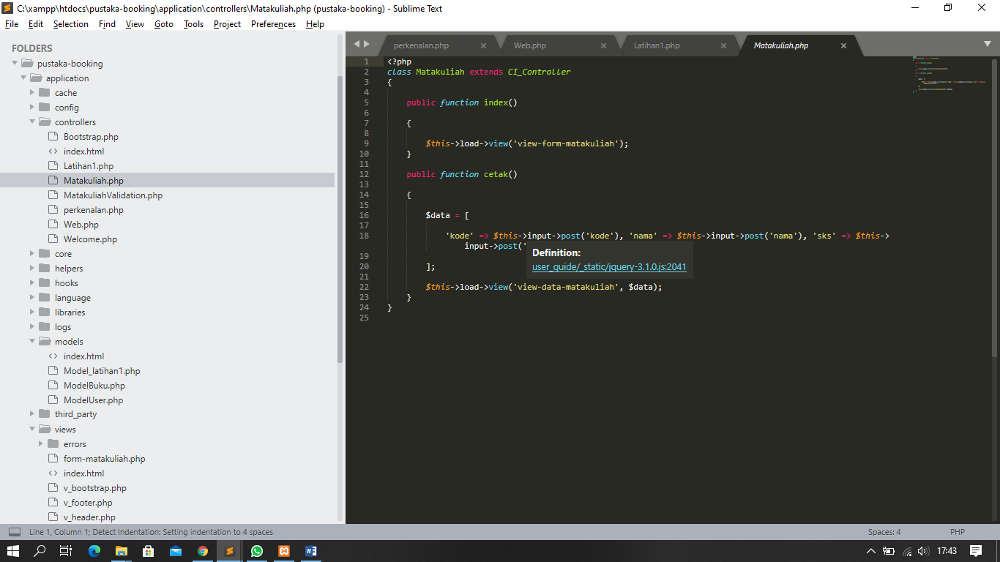 C:\xampp\htdocs\pustaka-booking\application\controllers\Matakuliah.php (pustaka-booking) - Sublime Text
File Edit Selection Find View Goto Tools Project Preferences Help
FOLDERS
pustaka-booking
application
cache
config
controllers
Bootstrap.php
index.html
Latihan1.php
Matakuliah.php
MatakuliahValidation.php
perkenalan.php
Web.php
Welcome.php
core
helpers
hooks
language
libraries
logs
models
index.html
Model_latihan1.php
ModelBuku.php
ModelUser.php
third_party
views
errors
form-matakuliah.php
index.html
v_bootstrap.php
v_footer.php
v_header.php
perkenalan.php Web.php Latihan1.php Matakuliah.php
1 <?php
2 class Matakuliah extends CI_Controller
3 {
4
5 public function index()
6
7 {
8
9 $this->load->view('view-form-matakuliah');
10 }
11
12 public function cetak()
13
14 {
15
16 $data = [
17
18 'kode' => $this->input->post('kode'), 'nama' => $this->input->post('nama'), 'sks' => $this->
input->post('
Definition:
user_guide/_static/jquery-3.1.0.js:2041
19
20 ];
21
22 $this->load->view('view-data-matakuliah', $data);
23 }
24 }
25
Line 1, Column 1; Detect Indentation: Setting indentation to 4 spaces Spaces: 4 PHP
17:43